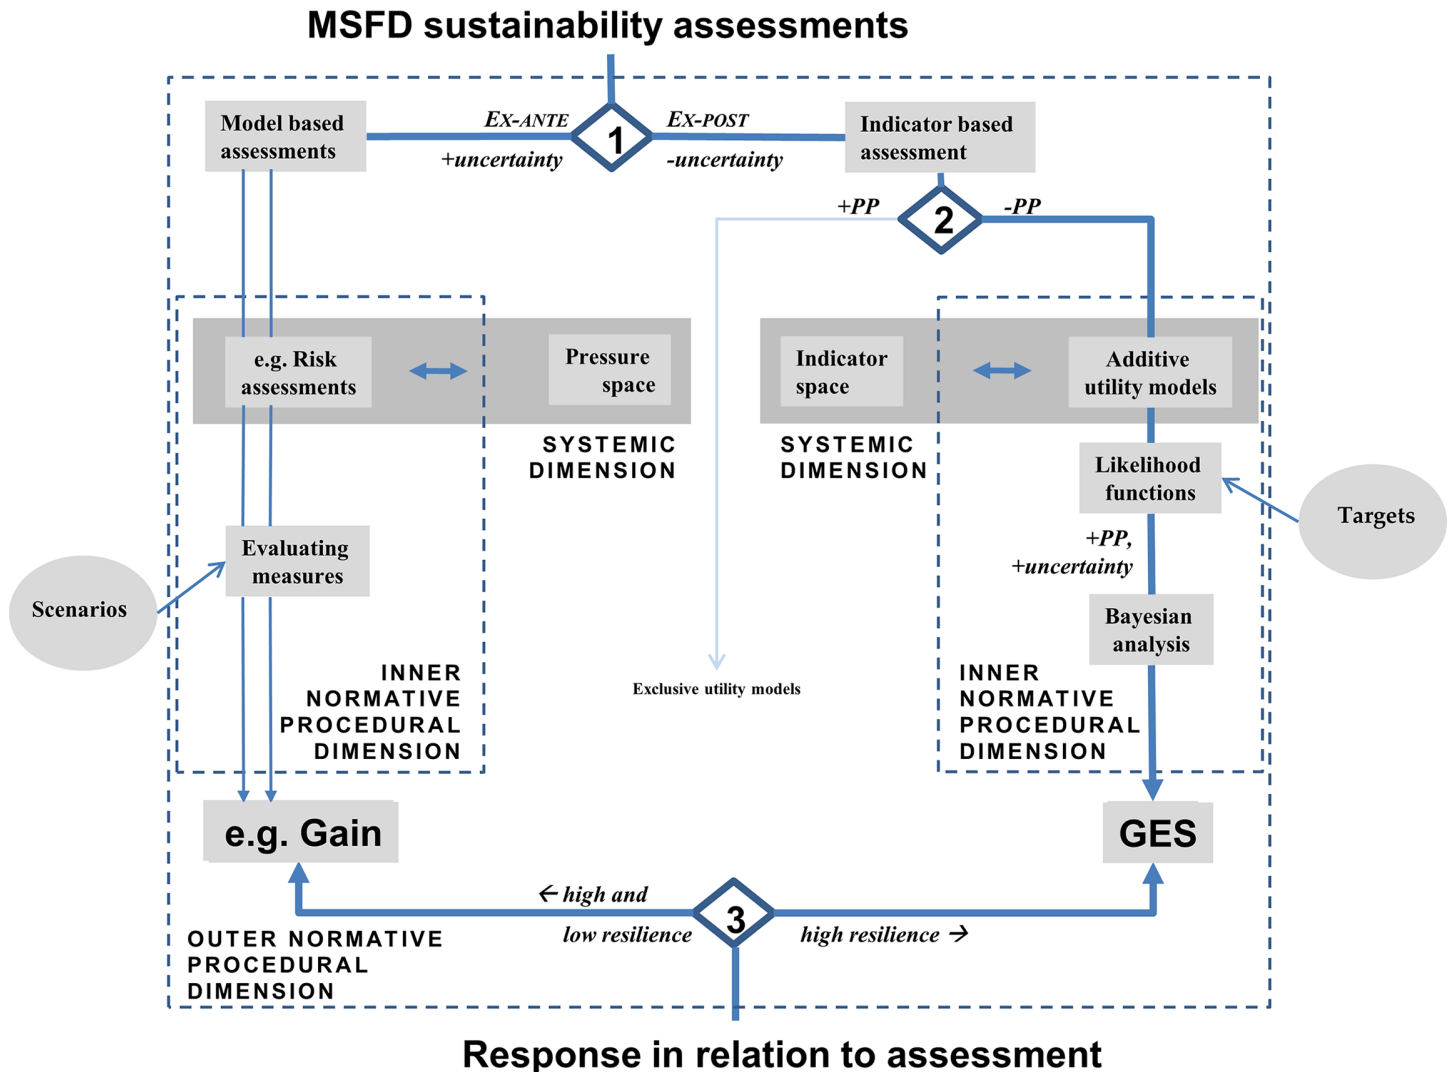 MSFD sustainability assessments
Model based
assessments
EX-ANTE
+uncertainty
1
EX-POST
-uncertainty
Indicator based
assessment
+PP
2
-PP
e.g. Risk
assessments
Pressure
space
SYSTEMIC
DIMENSION
Indicator
space
SYSTEMIC
DIMENSION
Additive
utility models
Likelihood
functions
Targets
+PP,
+uncertainty
Evaluating
measures
Scenarios
Bayesian
analysis
INNER
NORMATIVE
PROCEDURAL
DIMENSION
Exclusive utility models
INNER
NORMATIVE
PROCEDURAL
DIMENSION
e.g. Gain
GES
← high and
low resilience
3
high resilience →
OUTER NORMATIVE
PROCEDURAL
DIMENSION
Response in relation to assessment